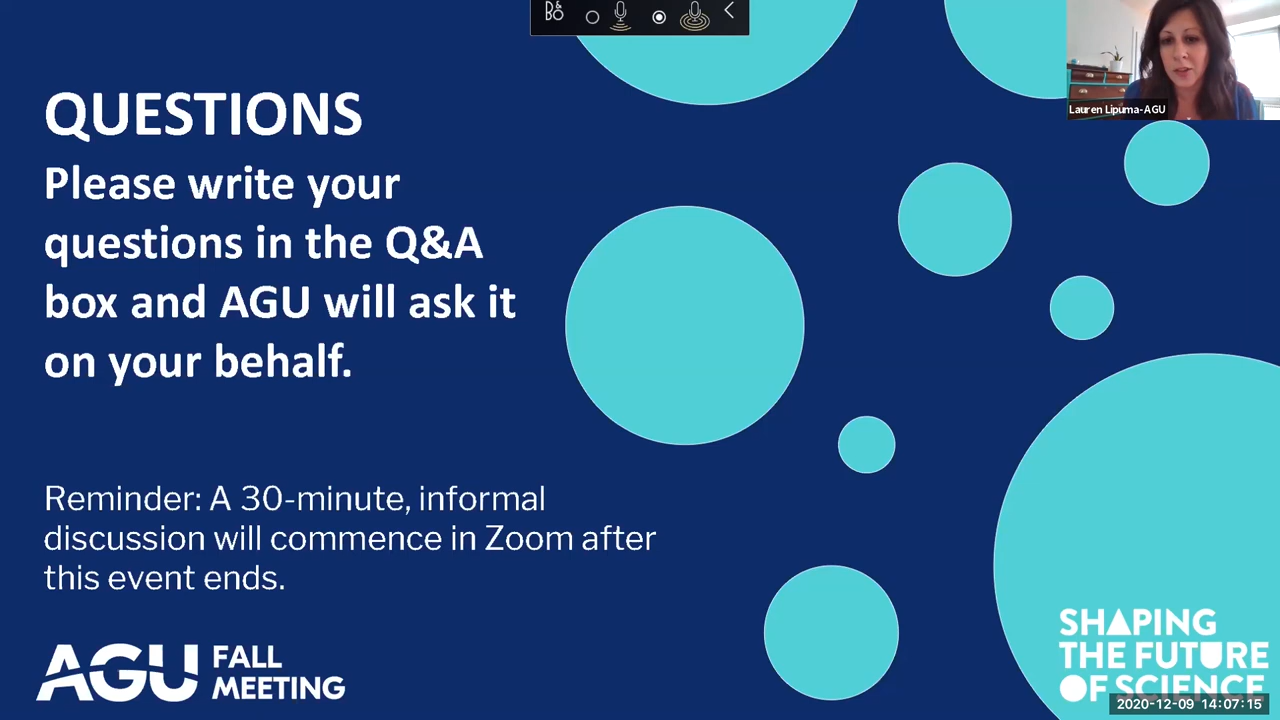 B&O
Lauren Lipuma-AGU
QUESTIONS
Please write your
questions in the Q&A
box and AGU will ask it
on your behalf.
Reminder: A 30-minute, informal
discussion will commence in Zoom after
this event ends.
AGU FALL
MEETING
SHAPING
THE FUTURE
OF SCIENCE
2020-12-09 14:07:15